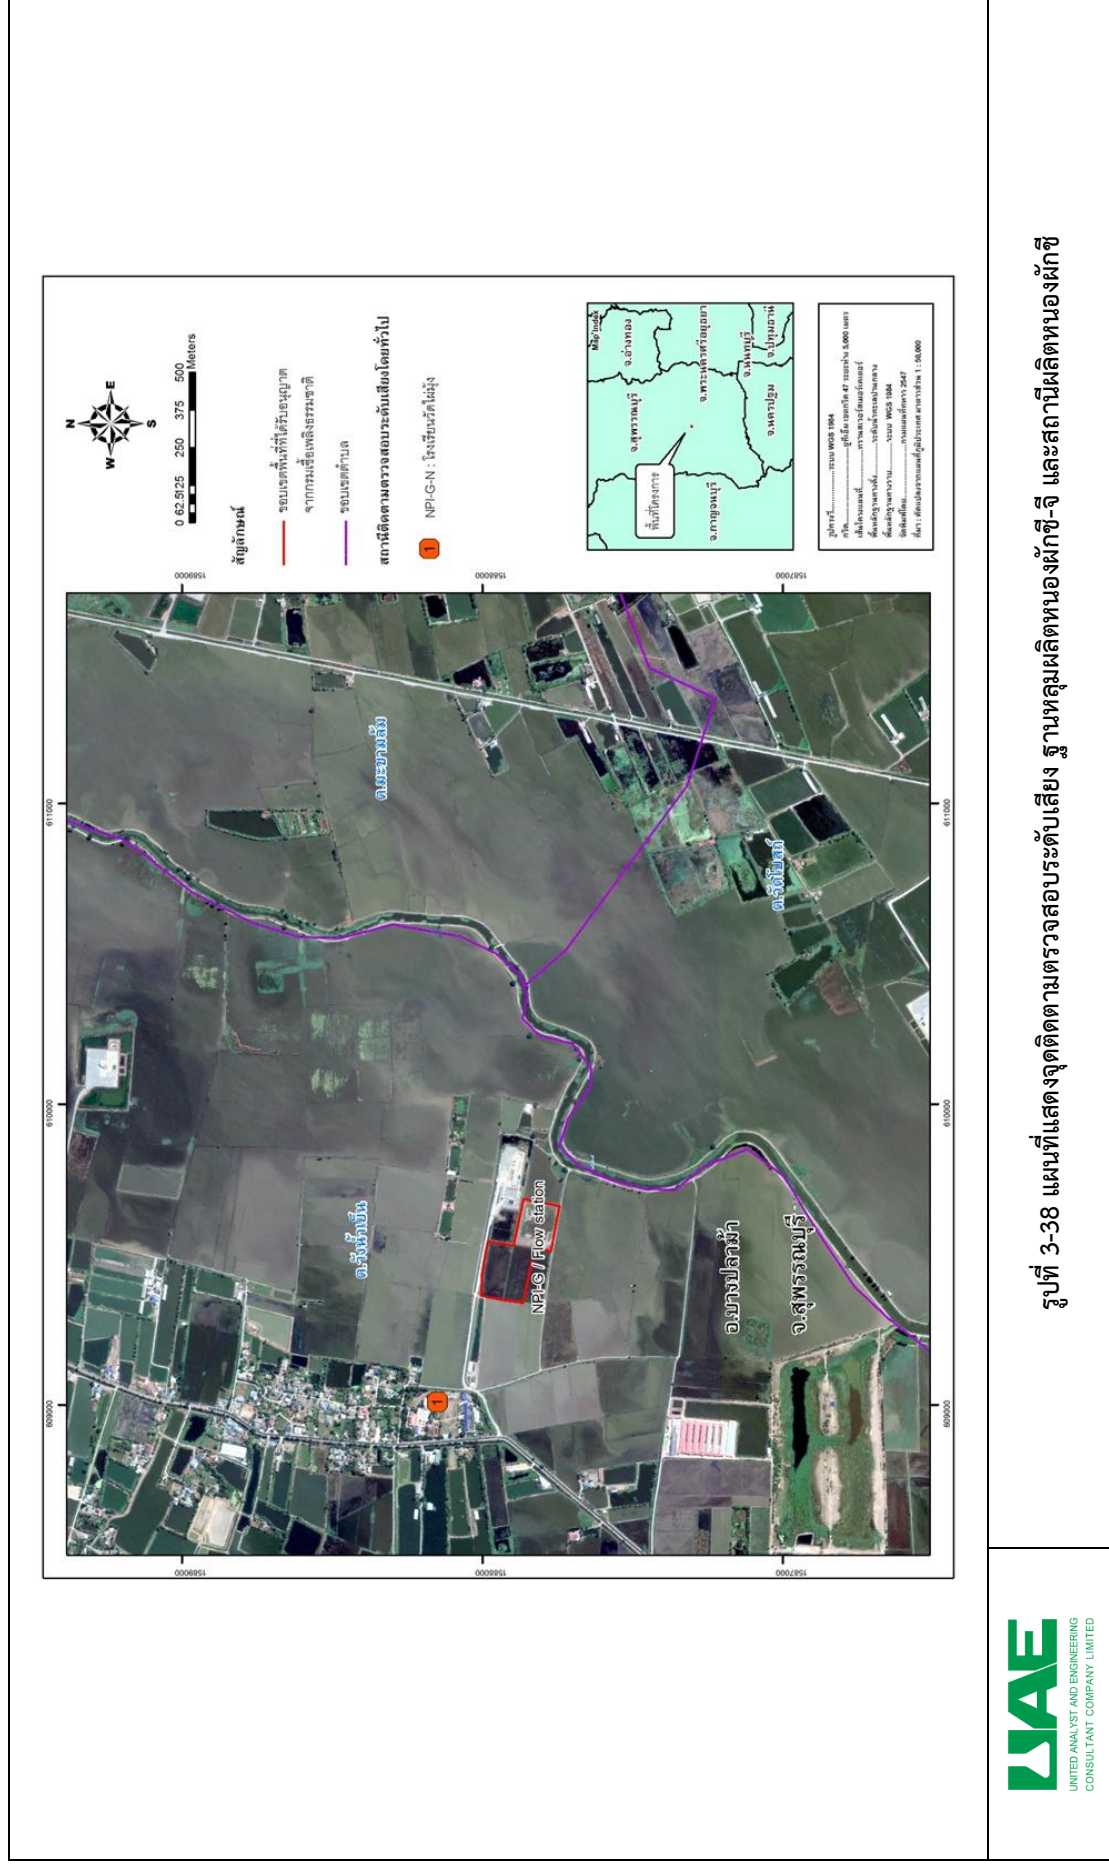 N
W
E
S
0 62.5125 250 375 500
Meters
สัญลักษณ์
ขอบเขตพื้นที่ที่ได้รับอนุญาต
จากกรมเชื้อเพลิงธรรมชาติ
ขอบเขตตำบล
สถานีติดตามตรวจสอบระดับเสียงโดยทั่วไป
1 NPI-G-N : โรงเรียนวัดไผ่มุ้ง
Map Index
จ.อ่างทอง
จ.สุพรรณบุรี
จ.พระนครศรีอยุธยา
พื้นที่โครงการ
จ.กาญจนบุรี
จ.นครปฐม
จ.นนทบุรี
จ.ปทุมธานี
609000
610000
611000
1589000
1588000
1587000
1589000
1588000
1587000
609000
610000
611000
ต.มะขามล้ม
ต.วังน้ำเย็น
ต.วัดโบสถ์
NPI-G / Flow station
1
อ.บางปลาม้า
จ.สุพรรณบุรี
รูปที่ 3-38 แผนที่แสดงจุดติดตามตรวจสอบระดับเสียง ฐานหลุมผลิตหนองผักชี-จี และสถานีผลิตหนองผักชี
UAE
UNITED ANALYST AND ENGINEERING
CONSULTANT COMPANY LIMITED